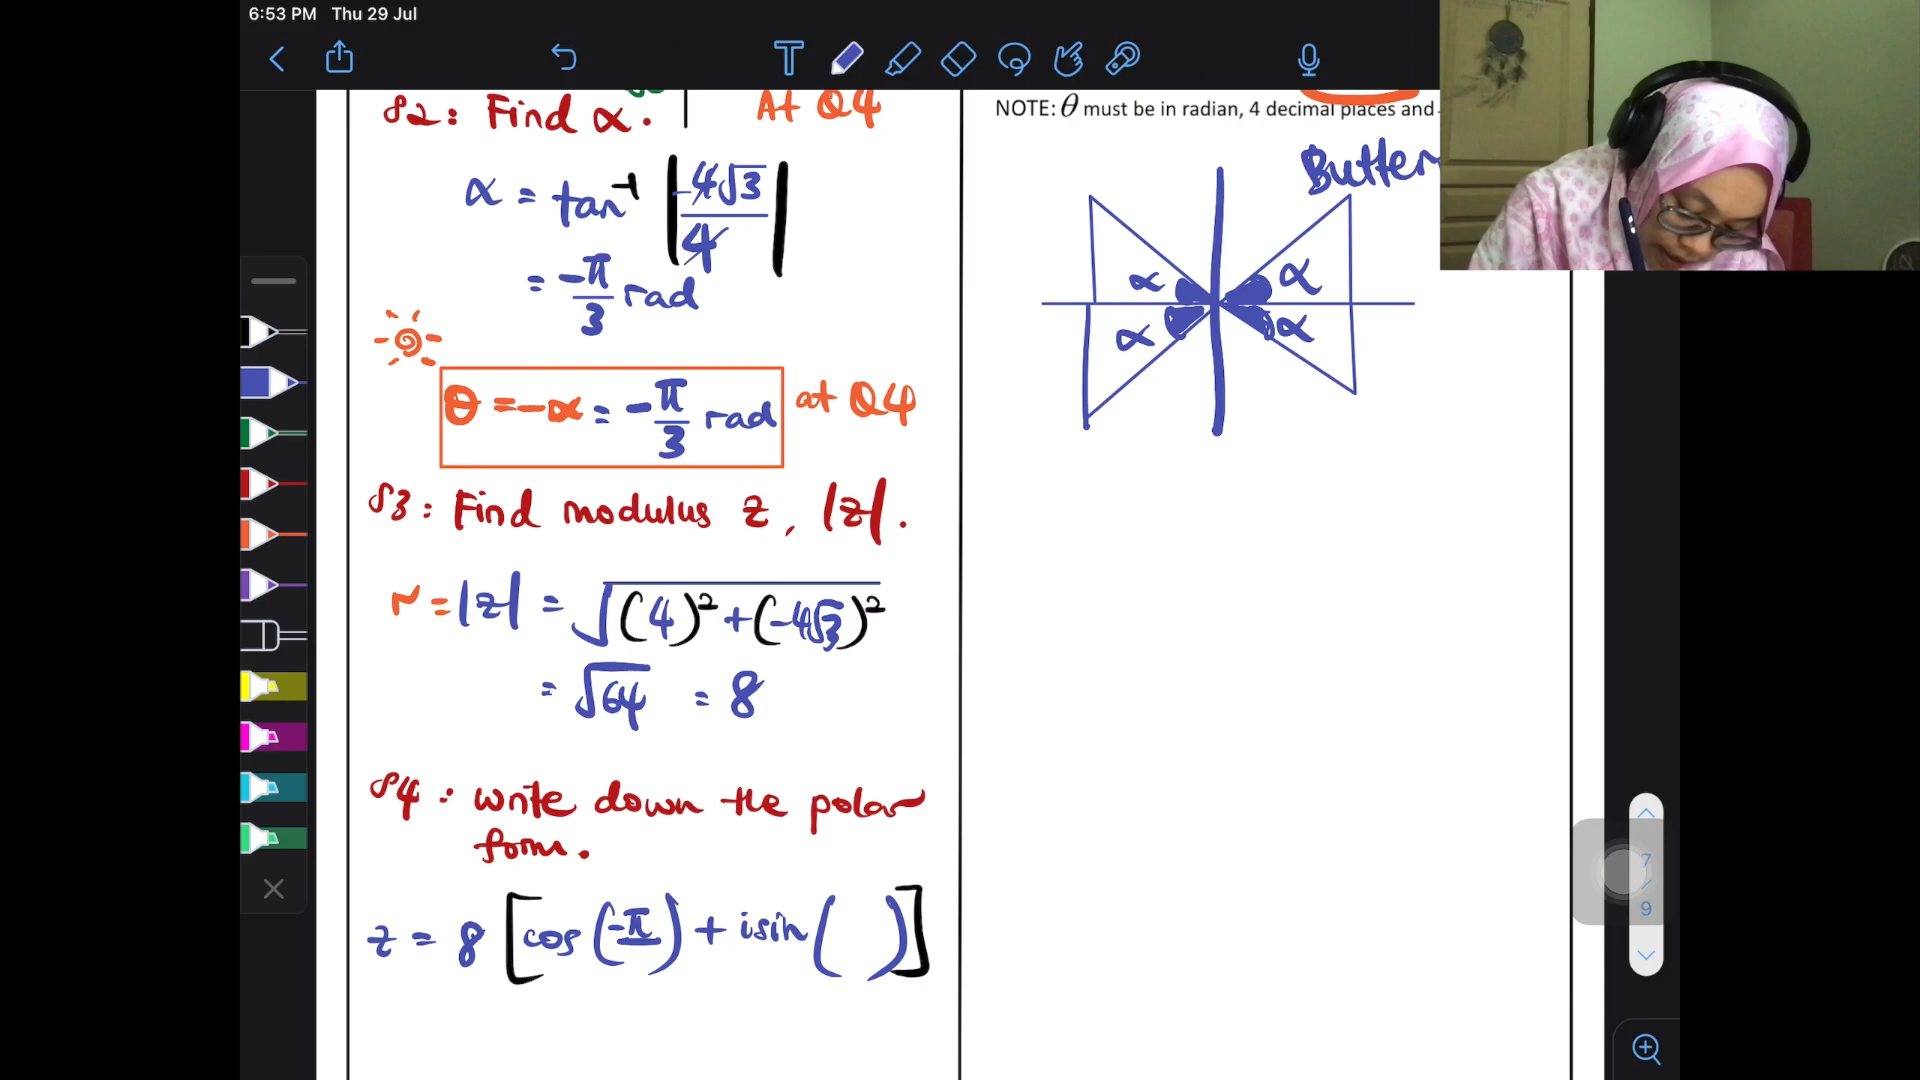 6:53 PM Thu 29 Jul
S2: Find α.
At Q4
α = tan⁻¹ |-4√3/4|
= -π/3 rad
θ = -α = -π/3 rad at Q4
S3: Find modulus z, |z|.
r = |z| = √((4)² + (-4√3)²)
= √64 = 8
S4: Write down the polar
form.
z = 8 [cos(-π/) + i sin( )]
NOTE: θ must be in radian, 4 decimal places and
α α
α α
7/9